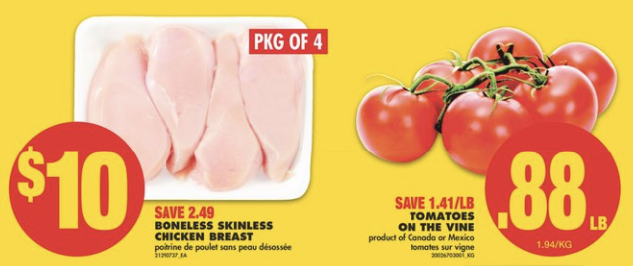 PKG OF 4
$10
SAVE 2.49
BONELESS SKINLESS
CHICKEN BREAST
poitrine de poulet sans peau désossée
21290737_EA
SAVE 1.41/LB
TOMATOES
ON THE VINE
product of Canada or Mexico
tomates sur vigne
20026703001_KG
.88 LB
1.94/KG